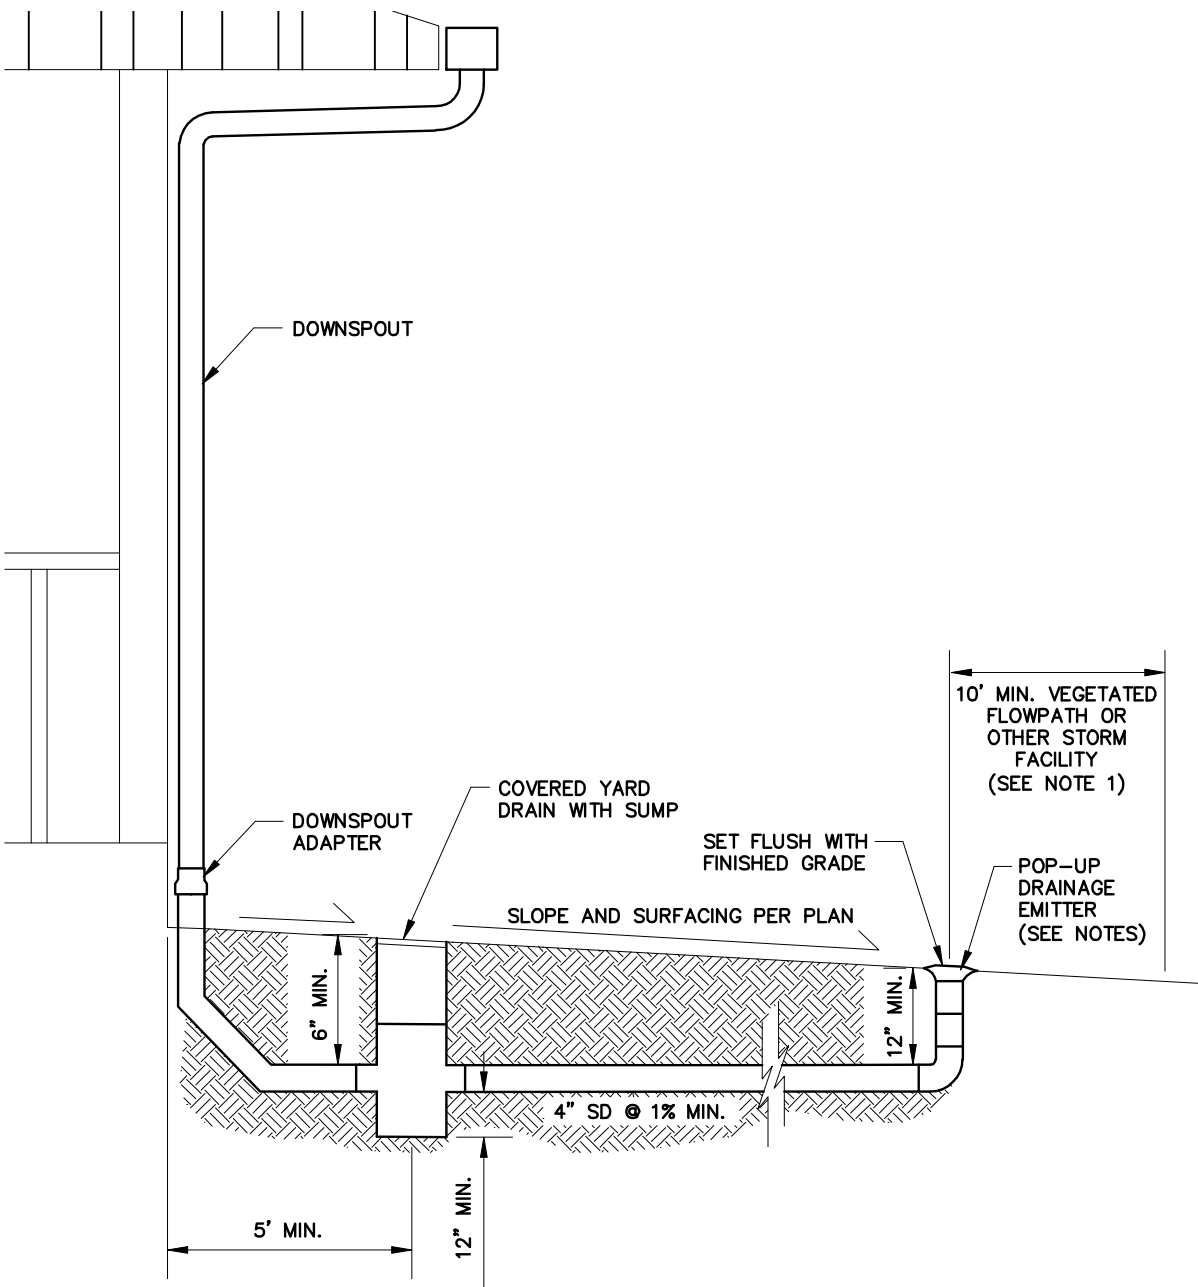 DOWNSPOUT
10' MIN. VEGETATED
FLOWPATH OR
OTHER STORM
FACILITY
(SEE NOTE 1)
COVERED YARD
DRAIN WITH SUMP
DOWNSPOUT
ADAPTER
SET FLUSH WITH
FINISHED GRADE
POP-UP
DRAINAGE
EMITTER
(SEE NOTES)
SLOPE AND SURFACING PER PLAN
6" MIN.
12" MIN.
4" SD @ 1% MIN.
12" MIN.
5' MIN.